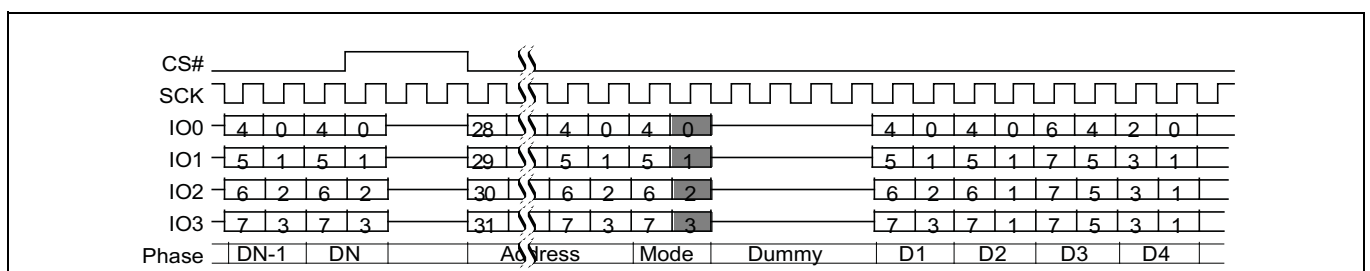 CS#
SCK
IO0 4 0 4 0 28 4 0 4 0 4 0 4 0 6 4 2 0
IO1 5 1 5 1 29 5 1 5 1 5 1 5 1 7 5 3 1
IO2 6 2 6 2 30 6 2 6 2 6 2 6 1 7 5 3 1
IO3 7 3 7 3 31 7 3 7 3 7 3 7 1 7 5 3 1
Phase DN-1 DN Address Mode Dummy D1 D2 D3 D4